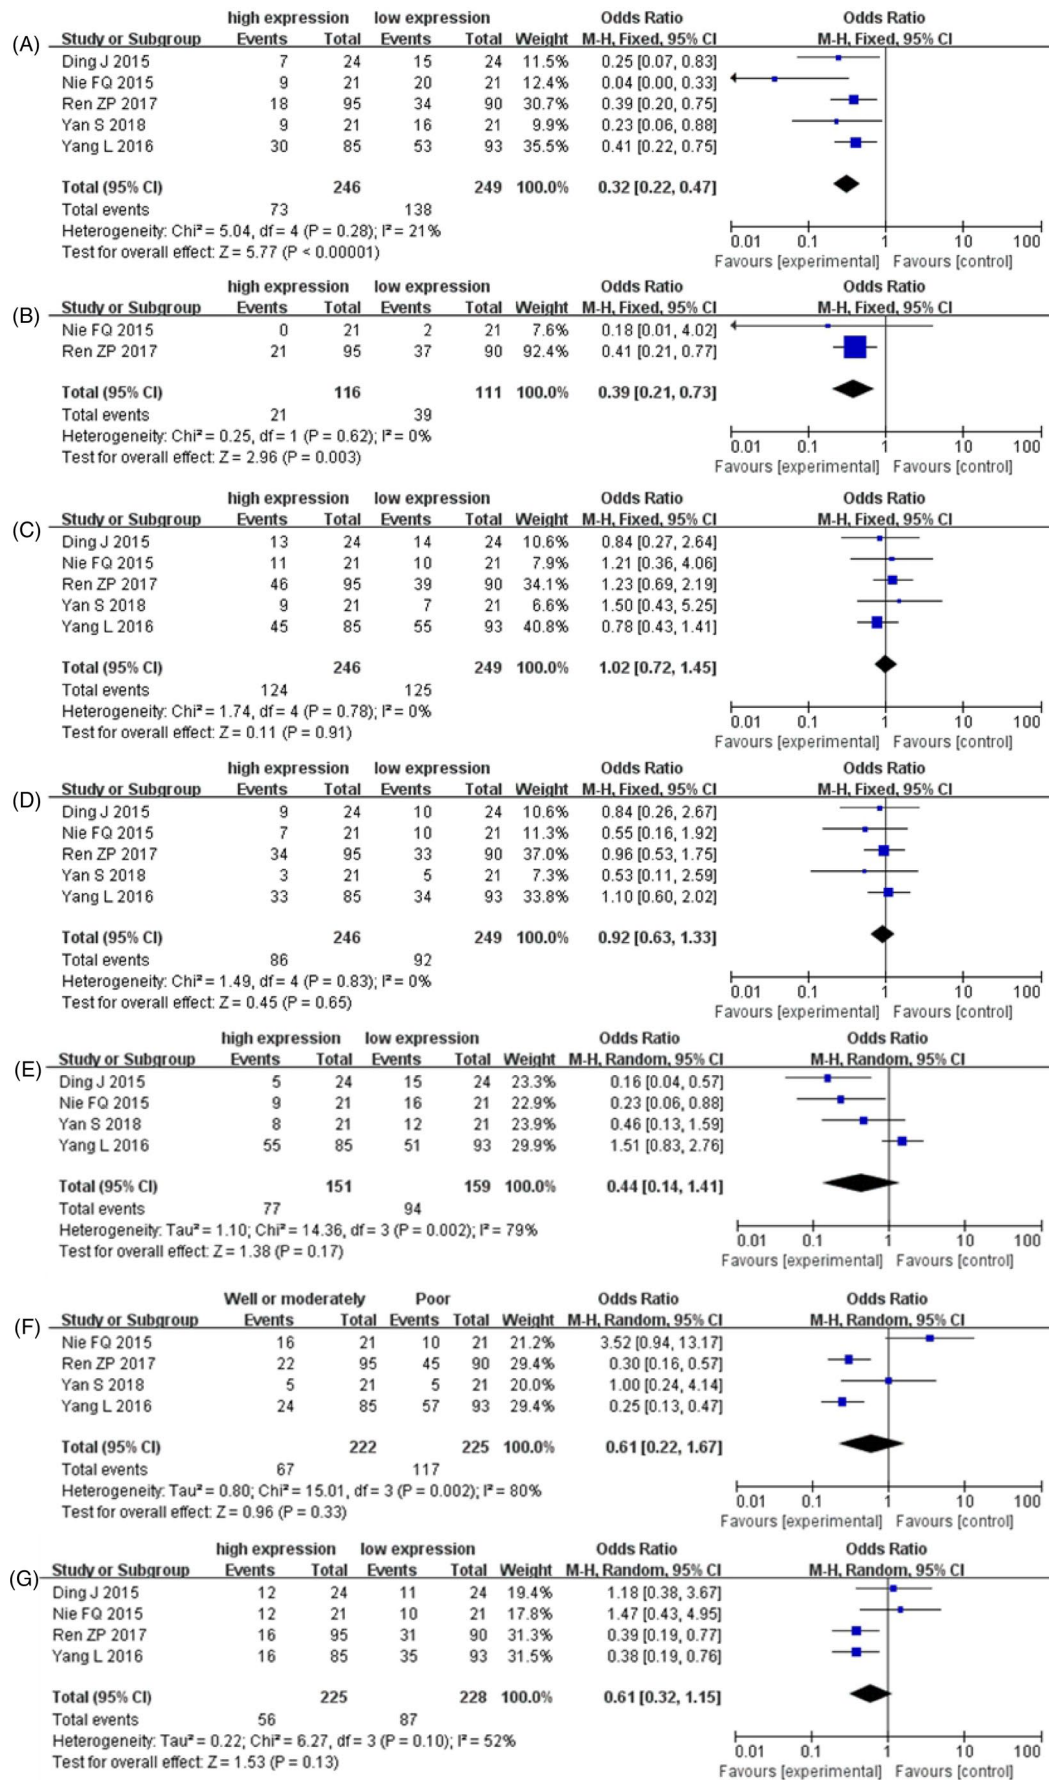 (A)
high expression low expression Odds Ratio Odds Ratio
Study or Subgroup Events Total Events Total Weight M-H, Fixed, 95% CI M-H, Fixed, 95% CI
Ding J 2015 7 24 15 24 11.5% 0.25 [0.07, 0.83]
Nie FQ 2015 9 21 20 21 12.4% 0.04 [0.00, 0.33]
Ren ZP 2017 18 95 34 90 30.7% 0.39 [0.20, 0.75]
Yan S 2018 9 21 16 21 9.9% 0.23 [0.06, 0.88]
Yang L 2016 30 85 53 93 35.5% 0.41 [0.22, 0.75]
Total (95% CI) 246 249 100.0% 0.32 [0.22, 0.47]
Total events 73 138
Heterogeneity: Chi² = 5.04, df = 4 (P = 0.28); I² = 21%
Test for overall effect: Z = 5.77 (P < 0.00001)
0.01 0.1 1 10 100
Favours [experimental] Favours [control]
(B)
high expression low expression Odds Ratio Odds Ratio
Study or Subgroup Events Total Events Total Weight M-H, Fixed, 95% CI M-H, Fixed, 95% CI
Nie FQ 2015 0 21 2 21 7.6% 0.18 [0.01, 4.02]
Ren ZP 2017 21 95 37 90 92.4% 0.41 [0.21, 0.77]
Total (95% CI) 116 111 100.0% 0.39 [0.21, 0.73]
Total events 21 39
Heterogeneity: Chi² = 0.25, df = 1 (P = 0.62); I² = 0%
Test for overall effect: Z = 2.96 (P = 0.003)
0.01 0.1 1 10 100
Favours [experimental] Favours [control]
(C)
high expression low expression Odds Ratio Odds Ratio
Study or Subgroup Events Total Events Total Weight M-H, Fixed, 95% CI M-H, Fixed, 95% CI
Ding J 2015 13 24 14 24 10.6% 0.84 [0.27, 2.64]
Nie FQ 2015 11 21 10 21 7.9% 1.21 [0.36, 4.06]
Ren ZP 2017 46 95 39 90 34.1% 1.23 [0.69, 2.19]
Yan S 2018 9 21 7 21 6.6% 1.50 [0.43, 5.25]
Yang L 2016 45 85 55 93 40.8% 0.78 [0.43, 1.41]
Total (95% CI) 246 249 100.0% 1.02 [0.72, 1.45]
Total events 124 125
Heterogeneity: Chi² = 1.74, df = 4 (P = 0.78); I² = 0%
Test for overall effect: Z = 0.11 (P = 0.91)
0.01 0.1 1 10 100
Favours [experimental] Favours [control]
(D)
high expression low expression Odds Ratio Odds Ratio
Study or Subgroup Events Total Events Total Weight M-H, Fixed, 95% CI M-H, Fixed, 95% CI
Ding J 2015 9 24 10 24 10.6% 0.84 [0.26, 2.67]
Nie FQ 2015 7 21 10 21 11.3% 0.55 [0.16, 1.92]
Ren ZP 2017 34 95 33 90 37.0% 0.96 [0.53, 1.75]
Yan S 2018 3 21 5 21 7.3% 0.53 [0.11, 2.59]
Yang L 2016 33 85 34 93 33.8% 1.10 [0.60, 2.02]
Total (95% CI) 246 249 100.0% 0.92 [0.63, 1.33]
Total events 86 92
Heterogeneity: Chi² = 1.49, df = 4 (P = 0.83); I² = 0%
Test for overall effect: Z = 0.45 (P = 0.65)
0.01 0.1 1 10 100
Favours [experimental] Favours [control]
(E)
high expression low expression Odds Ratio Odds Ratio
Study or Subgroup Events Total Events Total Weight M-H, Random, 95% CI M-H, Random, 95% CI
Ding J 2015 5 24 15 24 23.3% 0.16 [0.04, 0.57]
Nie FQ 2015 9 21 16 21 22.9% 0.23 [0.06, 0.88]
Yan S 2018 8 21 12 21 23.9% 0.46 [0.13, 1.59]
Yang L 2016 55 85 51 93 29.9% 1.51 [0.83, 2.76]
Total (95% CI) 151 159 100.0% 0.44 [0.14, 1.41]
Total events 77 94
Heterogeneity: Tau² = 1.10; Chi² = 14.36, df = 3 (P = 0.002); I² = 79%
Test for overall effect: Z = 1.38 (P = 0.17)
0.01 0.1 1 10 100
Favours [experimental] Favours [control]
(F)
Well or moderately Poor Odds Ratio Odds Ratio
Study or Subgroup Events Total Events Total Weight M-H, Random, 95% CI M-H, Random, 95% CI
Nie FQ 2015 16 21 10 21 21.2% 3.52 [0.94, 13.17]
Ren ZP 2017 22 95 45 90 29.4% 0.30 [0.16, 0.57]
Yan S 2018 5 21 5 21 20.0% 1.00 [0.24, 4.14]
Yang L 2016 24 85 57 93 29.4% 0.25 [0.13, 0.47]
Total (95% CI) 222 225 100.0% 0.61 [0.22, 1.67]
Total events 67 117
Heterogeneity: Tau² = 0.80; Chi² = 15.01, df = 3 (P = 0.002); I² = 80%
Test for overall effect: Z = 0.96 (P = 0.33)
0.01 0.1 1 10 100
Favours [experimental] Favours [control]
(G)
high expression low expression Odds Ratio Odds Ratio
Study or Subgroup Events Total Events Total Weight M-H, Random, 95% CI M-H, Random, 95% CI
Ding J 2015 12 24 11 24 19.4% 1.18 [0.38, 3.67]
Nie FQ 2015 12 21 10 21 17.8% 1.47 [0.43, 4.95]
Ren ZP 2017 16 95 31 90 31.3% 0.39 [0.19, 0.77]
Yang L 2016 16 85 35 93 31.5% 0.38 [0.19, 0.76]
Total (95% CI) 225 228 100.0% 0.61 [0.32, 1.15]
Total events 56 87
Heterogeneity: Tau² = 0.22; Chi² = 6.27, df = 3 (P = 0.10); I² = 52%
Test for overall effect: Z = 1.53 (P = 0.13)
0.01 0.1 1 10 100
Favours [experimental] Favours [control]